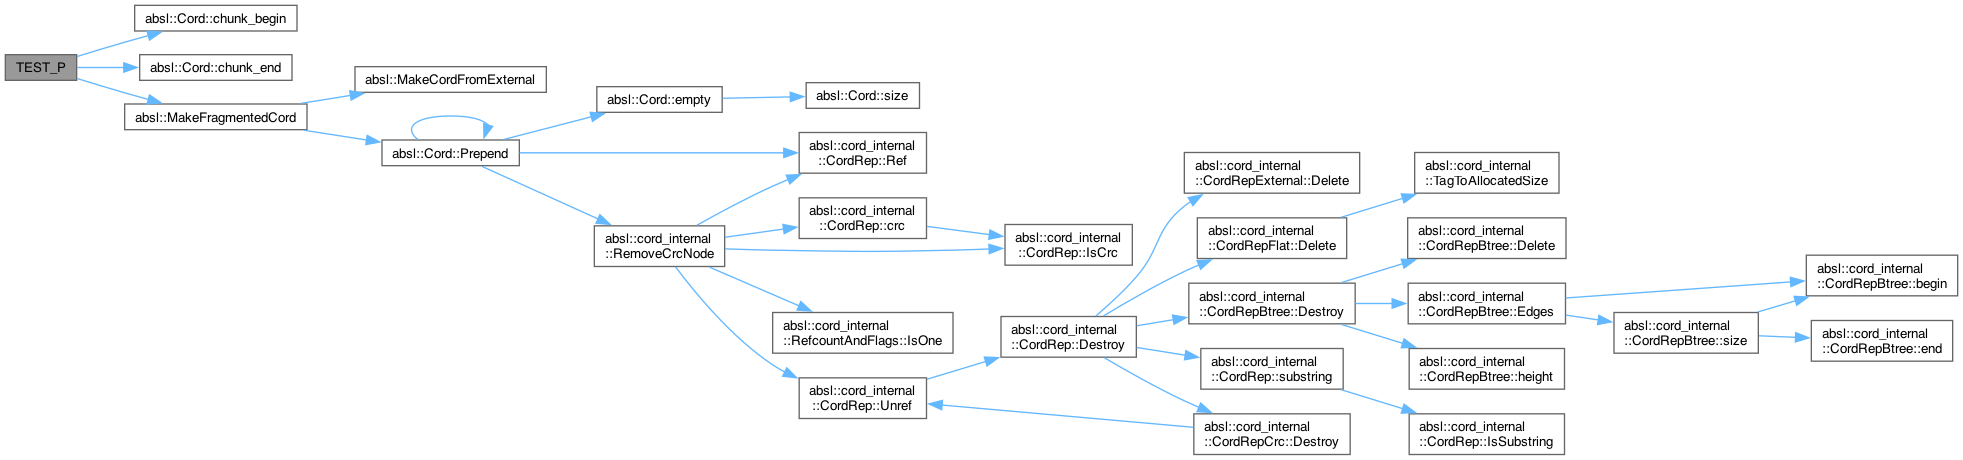 TEST_P
absl::Cord::chunk_begin
absl::Cord::chunk_end
absl::MakeFragmentedCord
absl::MakeCordFromExternal
absl::Cord::Prepend
absl::Cord::empty
absl::Cord::size
absl::cord_internal
::CordRep::Ref
absl::cord_internal
::RemoveCrcNode
absl::cord_internal
::CordRep::crc
absl::cord_internal
::CordRep::IsCrc
absl::cord_internal
::RefcountAndFlags::IsOne
absl::cord_internal
::CordRep::Unref
absl::cord_internal
::CordRep::Destroy
absl::cord_internal
::CordRepExternal::Delete
absl::cord_internal
::CordRepFlat::Delete
absl::cord_internal
::TagToAllocatedSize
absl::cord_internal
::CordRepBtree::Destroy
absl::cord_internal
::CordRepBtree::Delete
absl::cord_internal
::CordRepBtree::Edges
absl::cord_internal
::CordRepBtree::height
absl::cord_internal
::CordRepBtree::begin
absl::cord_internal
::CordRepBtree::size
absl::cord_internal
::CordRepBtree::end
absl::cord_internal
::CordRep::substring
absl::cord_internal
::CordRep::IsSubstring
absl::cord_internal
::CordRepCrc::Destroy